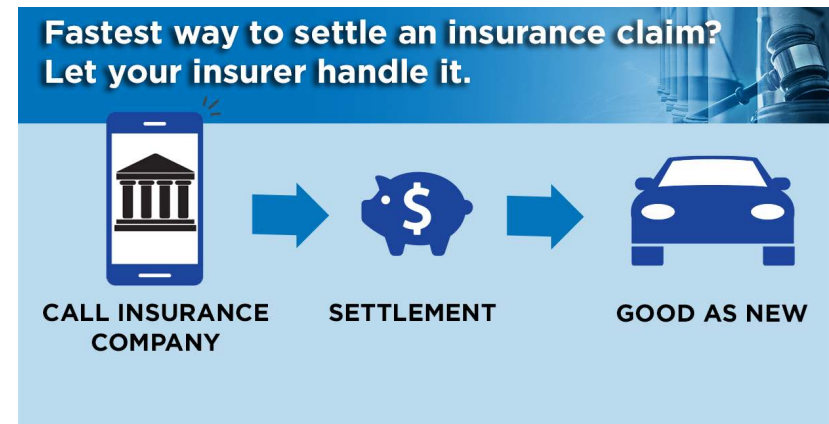 Fastest way to settle an insurance claim?
Let your insurer handle it.
$
CALL INSURANCE
COMPANY
SETTLEMENT
GOOD AS NEW